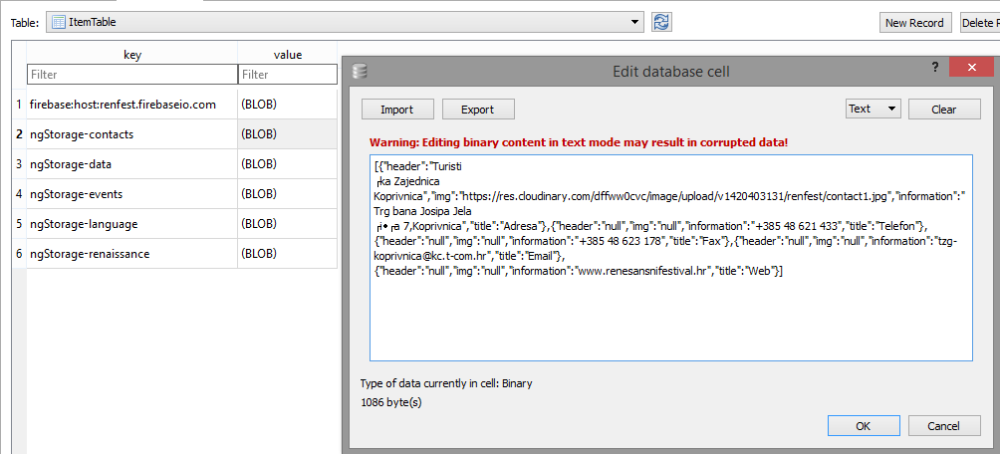 Table: ItemTable New Record Delete R
key value
Filter Filter
1 firebase:host:renfest.firebaseio.com (BLOB)
2 ngStorage-contacts (BLOB)
3 ngStorage-data (BLOB)
4 ngStorage-events (BLOB)
5 ngStorage-language (BLOB)
6 ngStorage-renaissance (BLOB)
Edit database cell ?
Import Export Text Clear
Warning: Editing binary content in text mode may result in corrupted data!
[{"header":"Turisti
┌ka Zajednica
Koprivnica","img":"https://res.cloudinary.com/dffww0cvc/image/upload/v1420403131/renfest/contact1.jpg","information":"
Trg bana Josipa Jela
┌i•┌a 7,Koprivnica","title":"Adresa"},{"header":"null","img":"null","information":"+385 48 621 433","title":"Telefon"},
{"header":"null","img":"null","information":"+385 48 623 178","title":"Fax"},{"header":"null","img":"null","information":"tzg-
koprivnica@kc.t-com.hr","title":"Email"},
{"header":"null","img":"null","information":"www.renesansnifestival.hr","title":"Web"}]
Type of data currently in cell: Binary
1086 byte(s)
OK Cancel